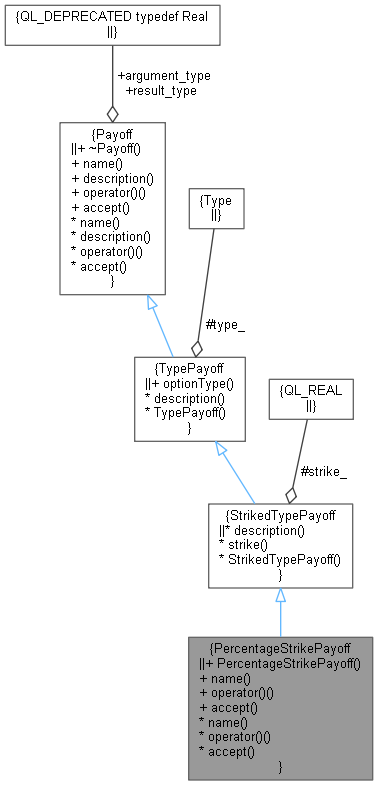 {QL_DEPRECATED typedef Real
||}
+argument_type
+result_type
{Payoff
||+ ~Payoff()
+ name()
+ description()
+ operator()()
+ accept()
* name()
* description()
* operator()()
* accept()
}
{Type
||}
#type_
{TypePayoff
||+ optionType()
* description()
* TypePayoff()
}
{QL_REAL
||}
#strike_
{StrikedTypePayoff
||* description()
* strike()
* StrikedTypePayoff()
}
{PercentageStrikePayoff
||+ PercentageStrikePayoff()
+ name()
+ operator()()
+ accept()
* name()
* operator()()
* accept()
}